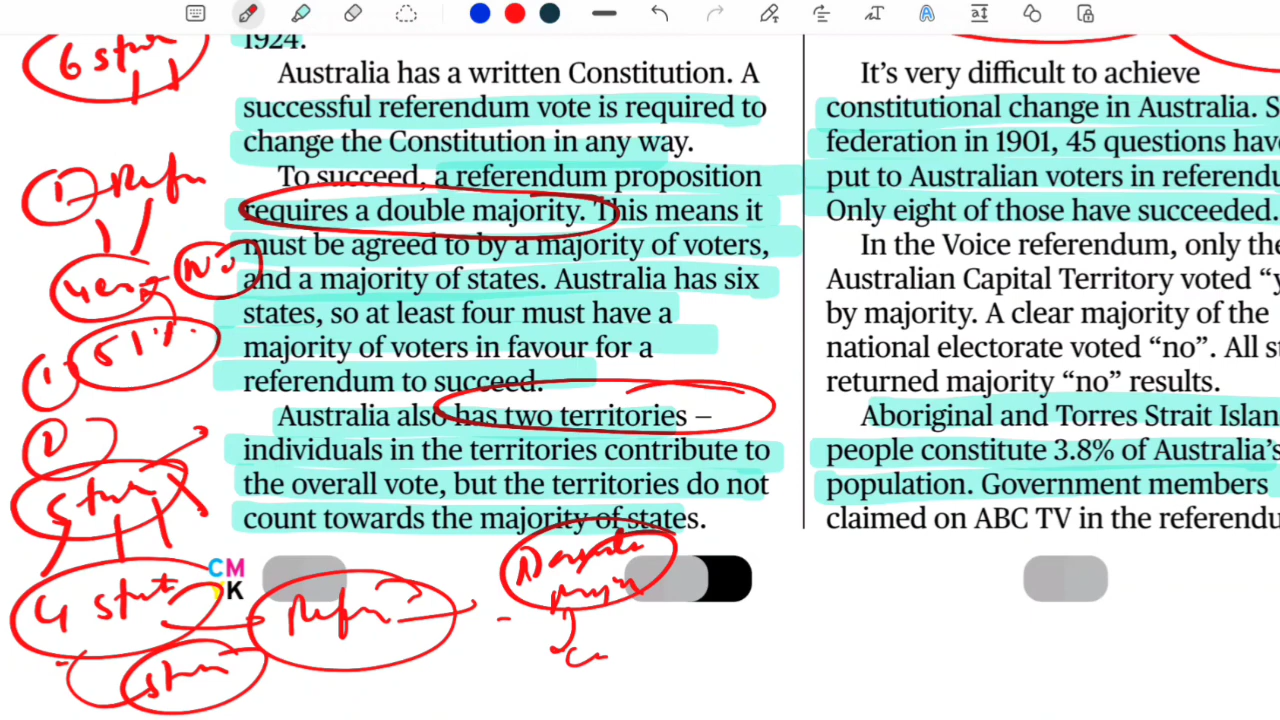 6
1924.
Australia has a written Constitution. A
successful referendum vote is required to
change the Constitution in any way.
To succeed, a referendum proposition
requires a double majority. This means it
must be agreed to by a majority of voters,
and a majority of states. Australia has six
states, so at least four must have a
majority of voters in favour for a
referendum to succeed.
Australia also has two territories –
individuals in the territories contribute to
the overall vote, but the territories do not
count towards the majority of states.
It’s very difficult to achieve
constitutional change in Australia. S
federation in 1901, 45 questions have
put to Australian voters in referendu
Only eight of those have succeeded.
In the Voice referendum, only the
Australian Capital Territory voted “y
by majority. A clear majority of the
national electorate voted “no”. All st
returned majority “no” results.
Aboriginal and Torres Strait Islan
people constitute 3.8% of Australia’s
population. Government members
claimed on ABC TV in the referendu
1
No
51%
1
2
4
CM
YK